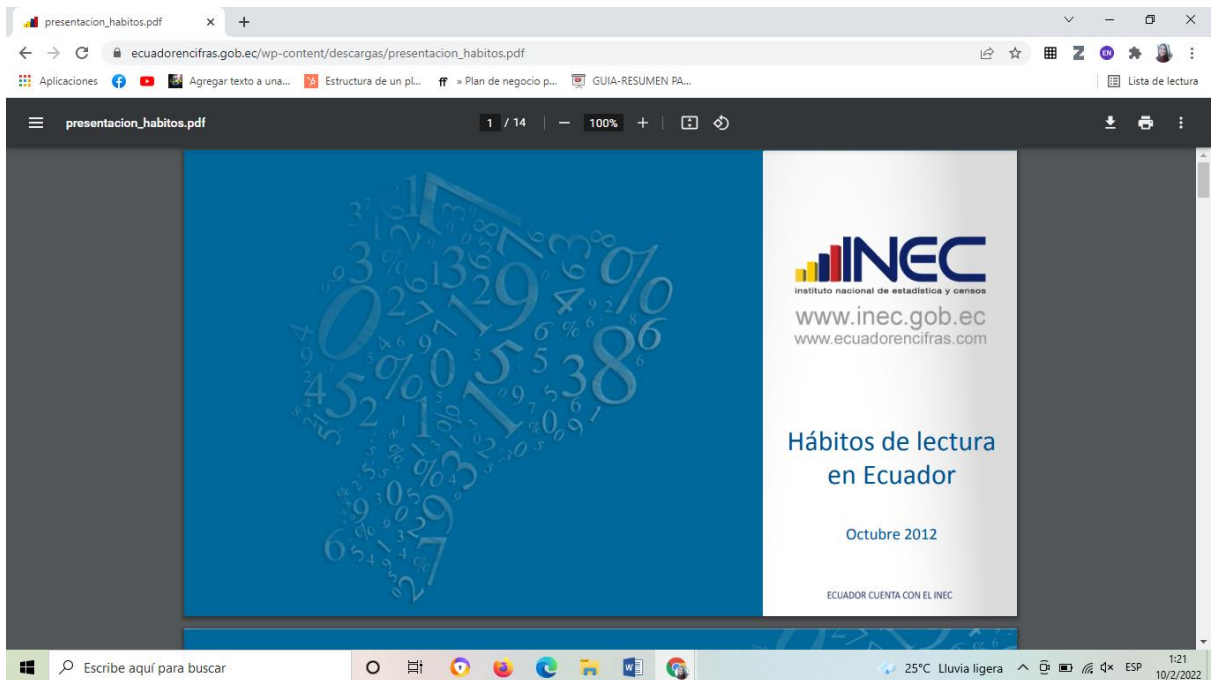 presentacion_habitos.pdf
ecuadorencifras.gob.ec/wp-content/descargas/presentacion_habitos.pdf
Aplicaciones
Agregar texto a una...
Estructura de un pl...
» Plan de negocio p...
GUIA-RESUMEN PA...
Lista de lectura
presentacion_habitos.pdf
1 / 14
100%
INEC
instituto nacional de estadística y censos
www.inec.gob.ec
www.ecuadorencifras.com
Hábitos de lectura
en Ecuador
Octubre 2012
ECUADOR CUENTA CON EL INEC
Escribe aquí para buscar
25°C Lluvia ligera
ESP
1:21
10/2/2022